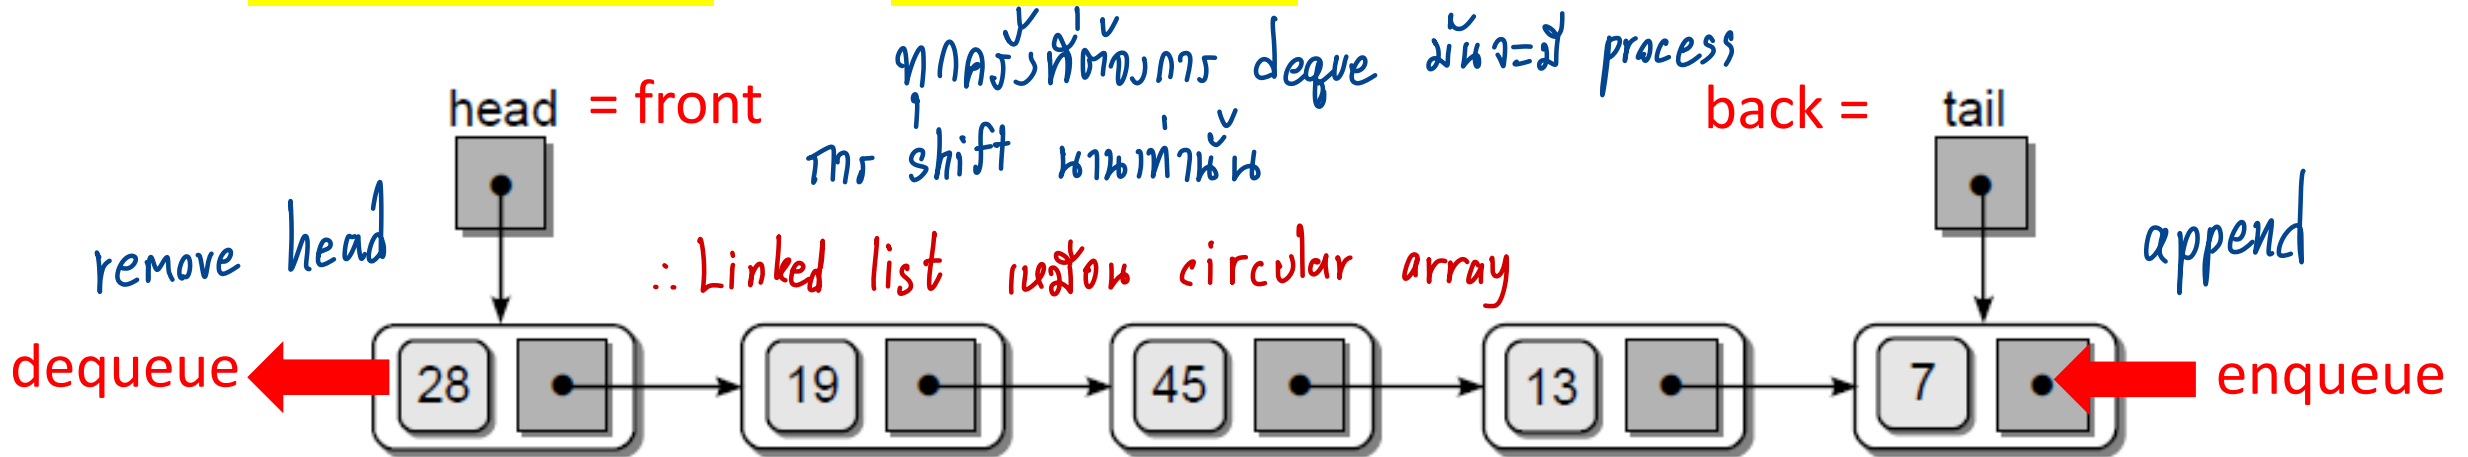 ทุกครั้งที่ต้องการ deque มันจะมี process
head = front
back = tail
การ shift นานเท่านั้น
remove head
append
∴ Linked list เหมือน circular array
dequeue 28 19 45 13 7 enqueue